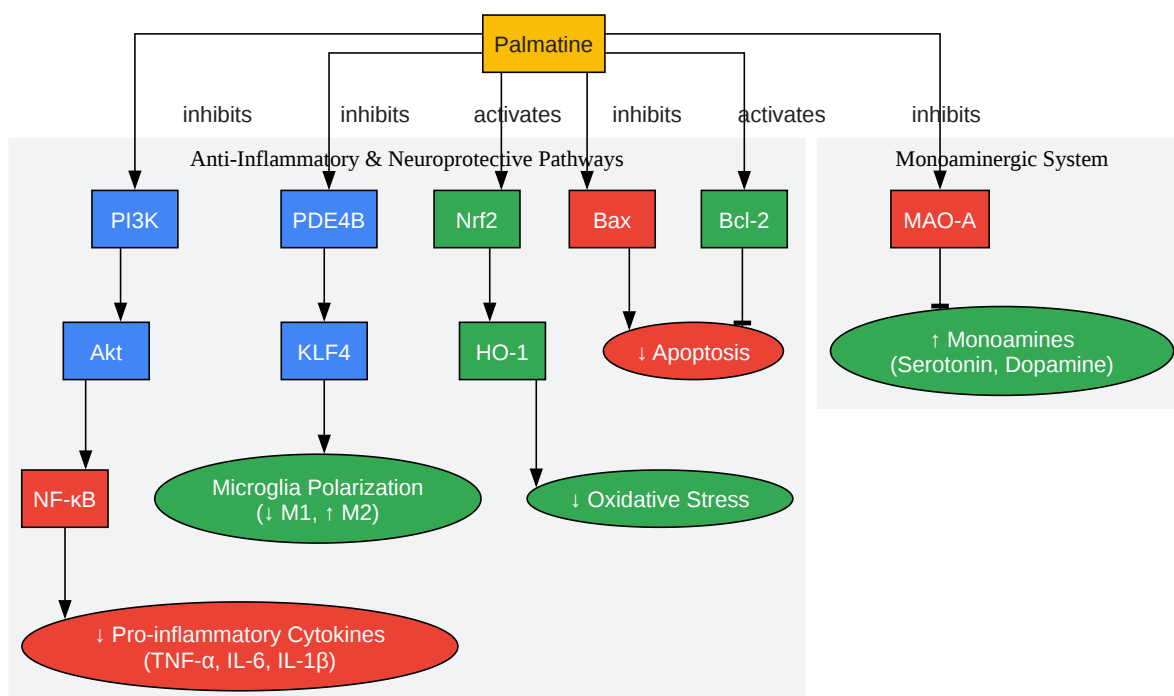 Palmatine
inhibits
inhibits
activates
inhibits
activates
inhibits
Anti-Inflammatory & Neuroprotective Pathways
Monoaminergic System
PI3K
PDE4B
Nrf2
Bax
Bcl-2
MAO-A
Akt
KLF4
HO-1
↓ Apoptosis
↑ Monoamines
(Serotonin, Dopamine)
NF-κB
Microglia Polarization
(↓ M1, ↑ M2)
↓ Oxidative Stress
↓ Pro-inflammatory Cytokines
(TNF-α, IL-6, IL-1β)